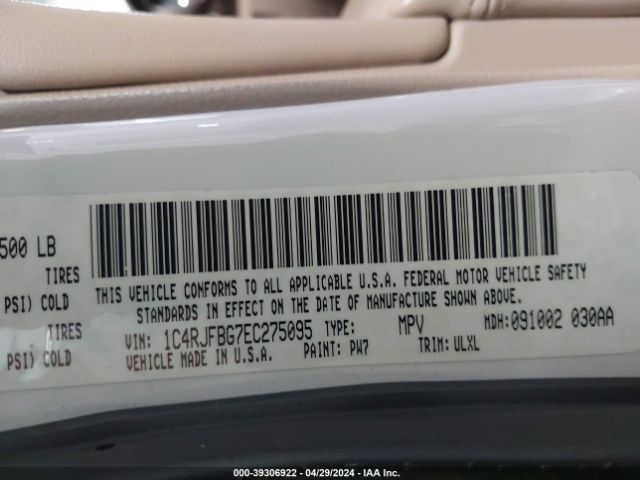 500 LB
TIRES
PSI) COLD
TIRES
PSI) COLD
THIS VEHICLE CONFORMS TO ALL APPLICABLE U.S.A. FEDERAL MOTOR VEHICLE SAFETY
STANDARDS IN EFFECT ON THE DATE OF MANUFACTURE SHOWN ABOVE.
VIN: 1C4RJFBG7EC275095 TYPE: MPV MDH:091002 030AA
VEHICLE MADE IN U.S.A. PAINT: PW7 TRIM: ULXL
000-39306922 - 04/29/2024 - IAA Inc.